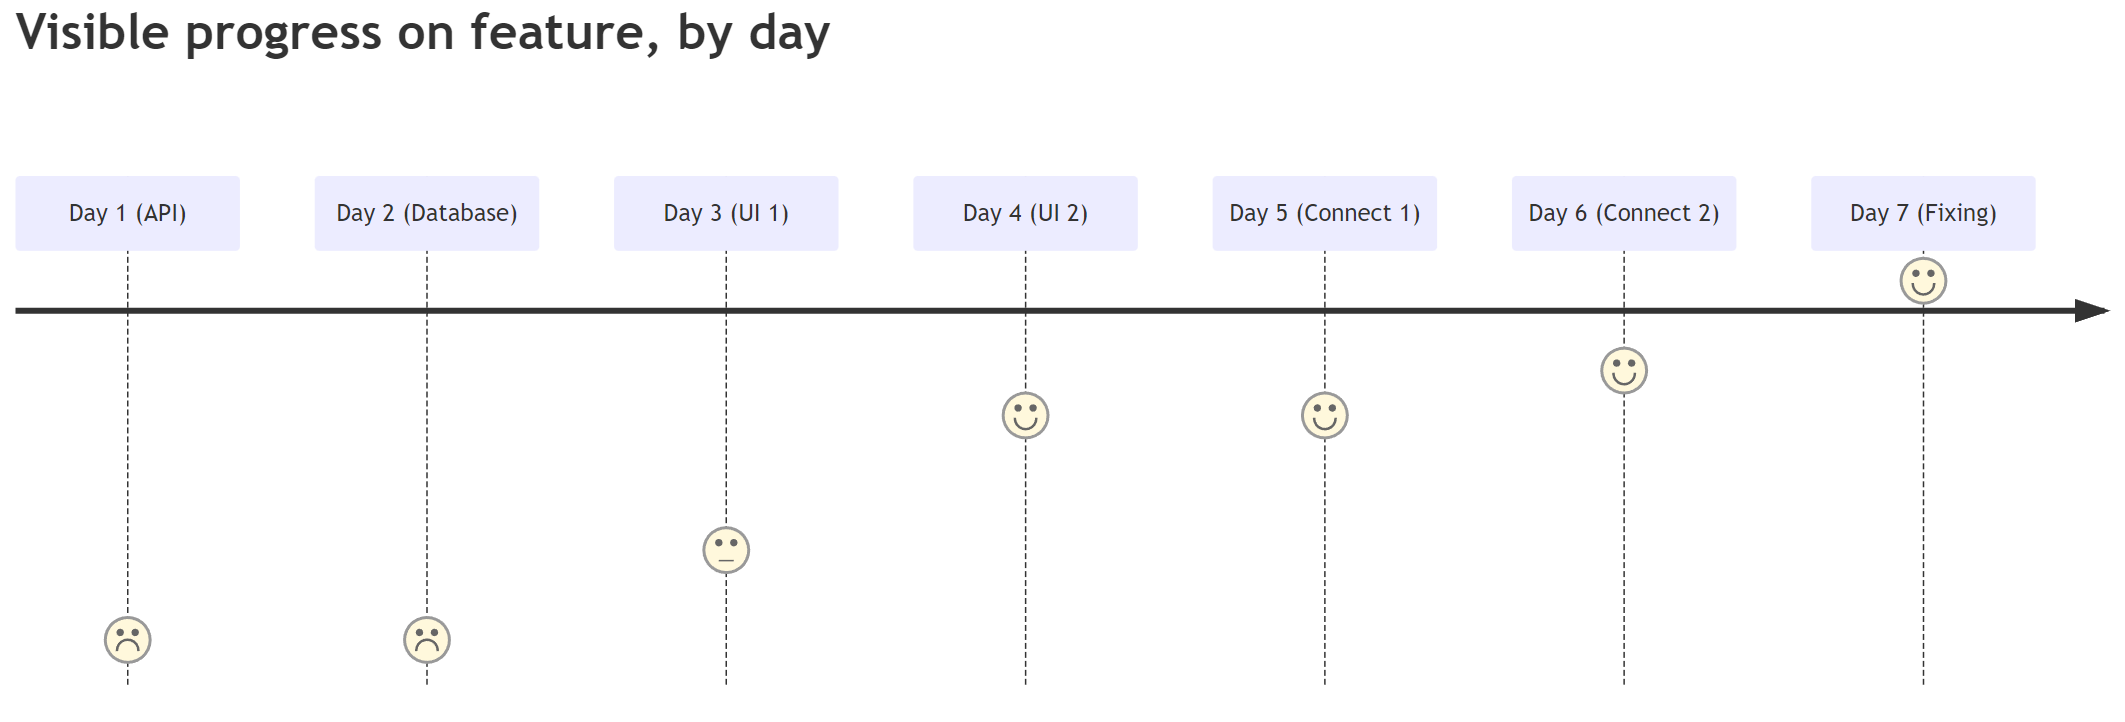 Visible progress on feature, by day
Day 1 (API)
Day 2 (Database)
Day 3 (UI 1)
Day 4 (UI 2)
Day 5 (Connect 1)
Day 6 (Connect 2)
Day 7 (Fixing)